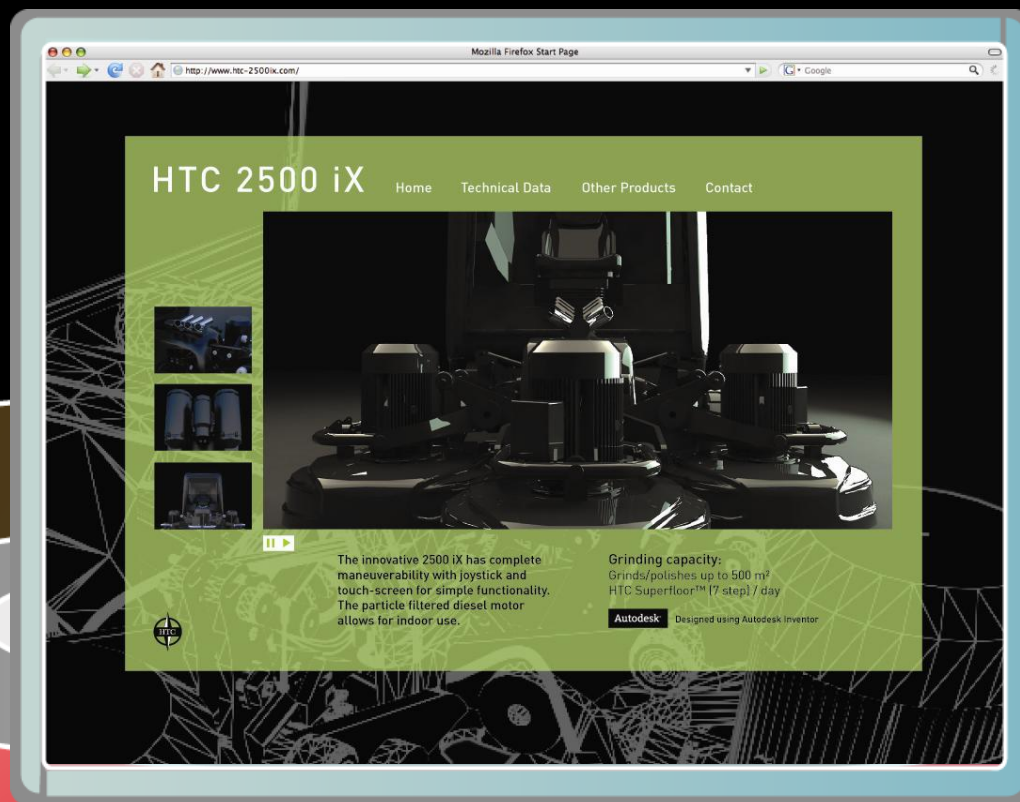 Mozilla Firefox Start Page
http://www.htc-2500ix.com/
G Google
HTC 2500 iX
Home Technical Data Other Products Contact
The innovative 2500 iX has complete
maneuverability with joystick and
touch-screen for simple functionality.
The particle filtered diesel motor
allows for indoor use.
Grinding capacity:
Grinds/polishes up to 500 m²
HTC Superfloor™ (7 step) / day
Autodesk Designed using Autodesk Inventor
HTC